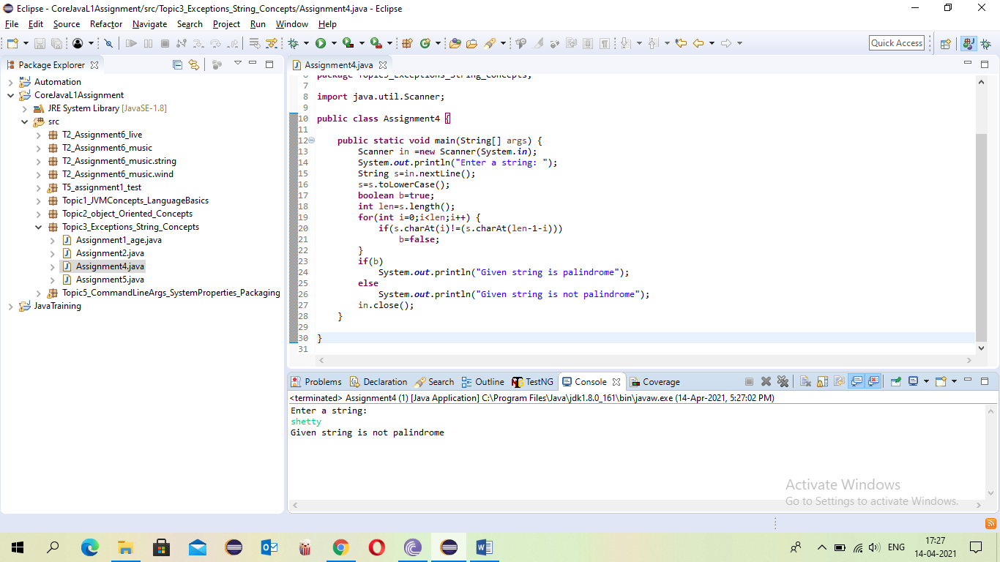 Eclipse - CoreJavaL1Assignment/src/Topic3_Exceptions_String_Concepts/Assignment4.java - Eclipse
File Edit Source Refactor Navigate Search Project Run Window Help
Quick Access
Package Explorer
Automation
CoreJavaL1Assignment
JRE System Library [JavaSE-1.8]
src
T2_Assignment6_live
T2_Assignment6_music
T2_Assignment6_music.string
T2_Assignment6_music.wind
T5_assignment1_test
Topic1_JVMConcepts_LanguageBasics
Topic2_object_Oriented_Concepts
Topic3_Exceptions_String_Concepts
Assignment1_age.java
Assignment2.java
Assignment4.java
Assignment5.java
Topic5_CommandLineArgs_SystemProperties_Packaging
JavaTraining
Assignment4.java
6 package Topic3_Exceptions_String_Concepts;
7
8 import java.util.Scanner;
9
10 public class Assignment4 {
11
12 public static void main(String[] args) {
13 Scanner in =new Scanner(System.in);
14 System.out.println("Enter a string: ");
15 String s=in.nextLine();
16 s=s.toLowerCase();
17 boolean b=true;
18 int len=s.length();
19 for(int i=0;i<len;i++) {
20 if(s.charAt(i)!=(s.charAt(len-1-i)))
21 b=false;
22 }
23 if(b)
24 System.out.println("Given string is palindrome");
25 else
26 System.out.println("Given string is not palindrome");
27 in.close();
28 }
29
30 }
31
Problems Declaration Search Outline TestNG Console Coverage
<terminated> Assignment4 (1) [Java Application] C:\Program Files\Java\jdk1.8.0_161\bin\javaw.exe (14-Apr-2021, 5:27:02 PM)
Enter a string:
shetty
Given string is not palindrome
Activate Windows
Go to Settings to activate Windows.
ENG
17:27
14-04-2021